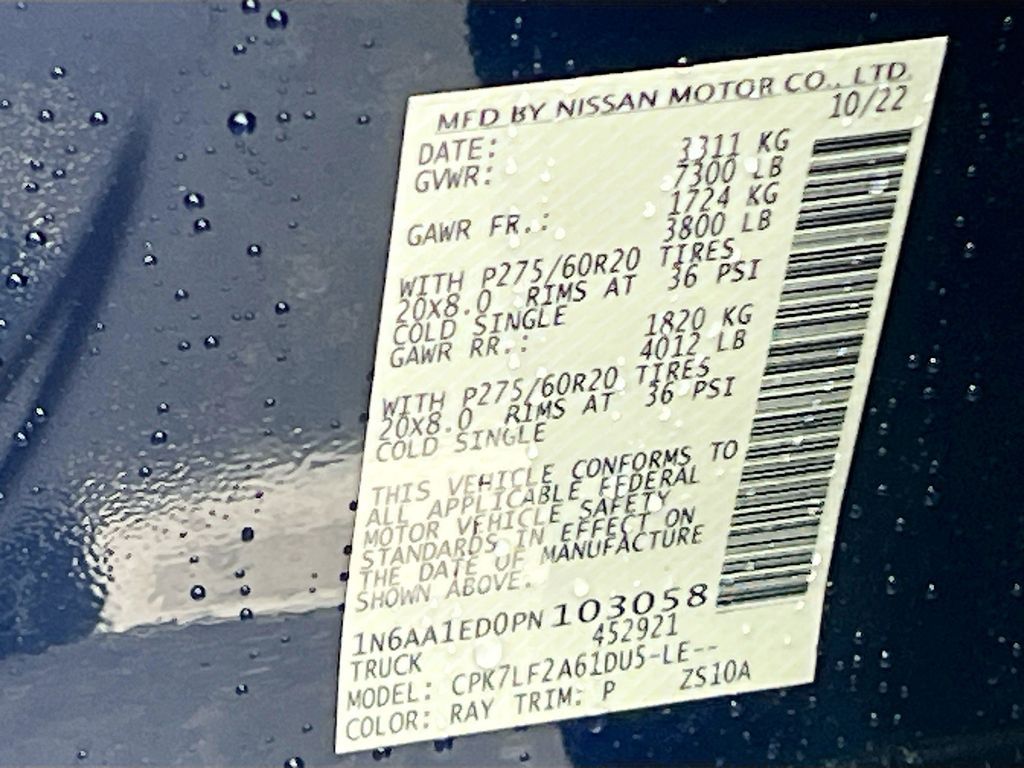 MFD BY NISSAN MOTOR CO., LTD.
DATE: 10/22
GVWR: 3311 KG
7300 LB
GAWR FR.: 1724 KG
3800 LB
WITH P275/60R20 TIRES
20X8.0 RIMS AT 36 PSI
COLD SINGLE
GAWR RR.: 1820 KG
4012 LB
WITH P275/60R20 TIRES
20X8.0 RIMS AT 36 PSI
COLD SINGLE
THIS VEHICLE CONFORMS TO
ALL APPLICABLE FEDERAL
MOTOR VEHICLE SAFETY
STANDARDS IN EFFECT ON
THE DATE OF MANUFACTURE
SHOWN ABOVE.
1N6AA1ED0PN103058
TRUCK 452921
MODEL: CPK7LF2A61DU5-LE--
COLOR: RAY TRIM: P ZS10A